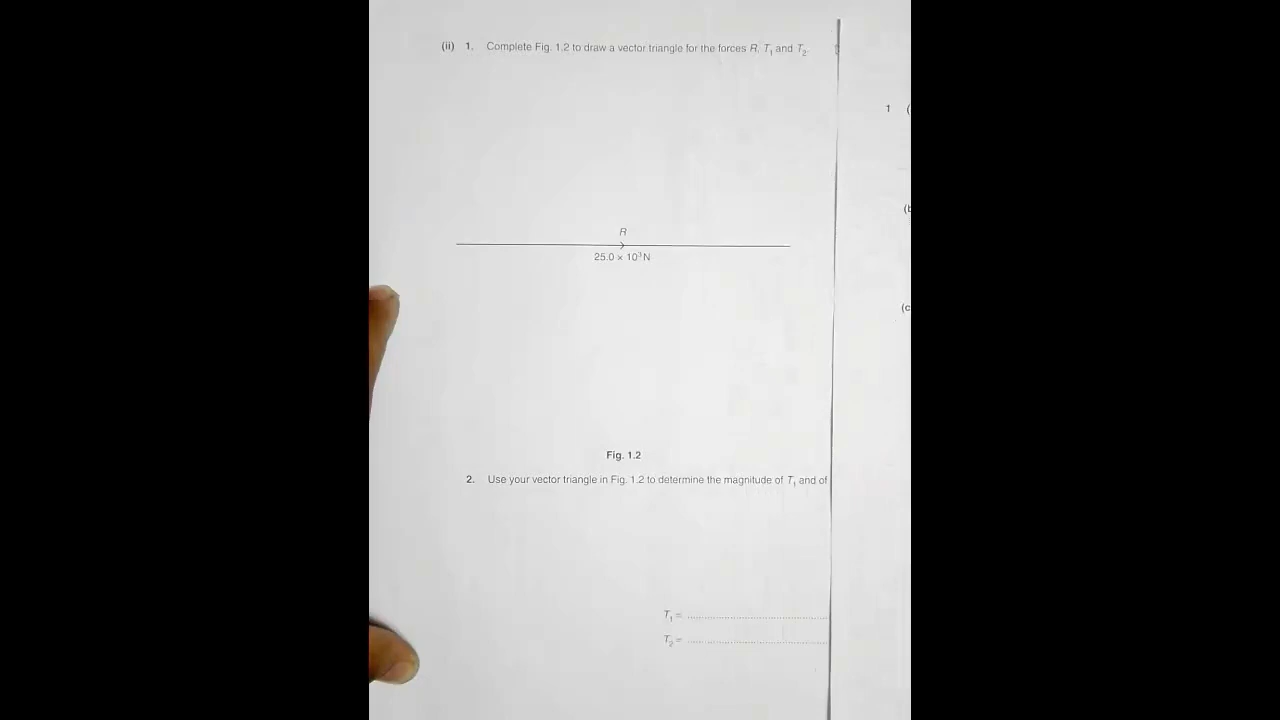 (ii) 1. Complete Fig. 1.2 to draw a vector triangle for the forces R, T₁ and T₂.
R
25.0 × 10³ N
Fig. 1.2
2. Use your vector triangle in Fig. 1.2 to determine the magnitude of T₁ and of
T₁ = ........................................
T₂ = ........................................
1 (
(b
(c